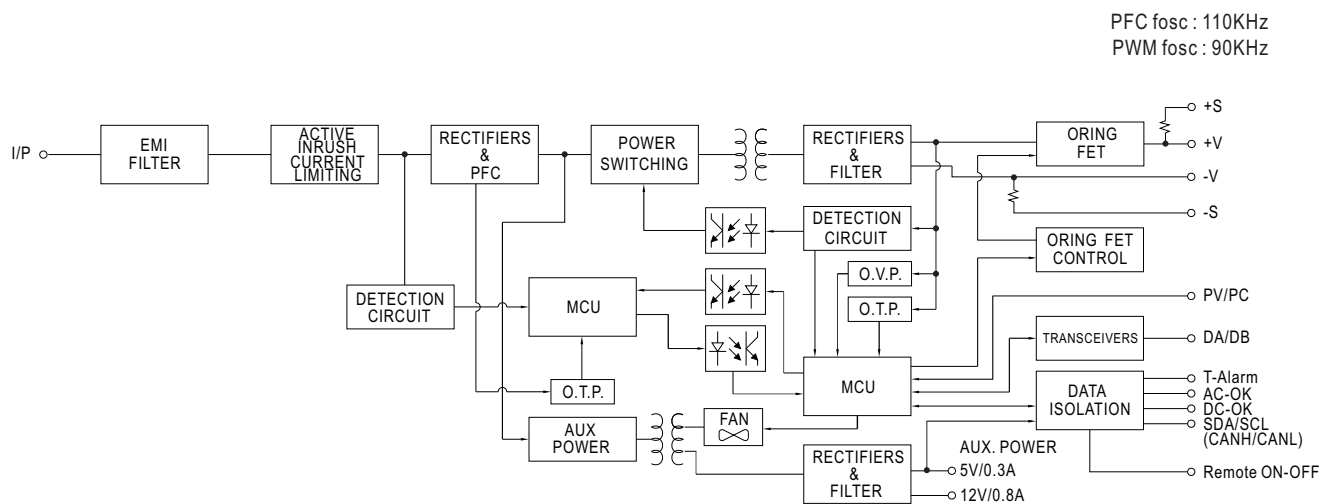 PFC fosc : 110KHz
PWM fosc : 90KHz
I/P
EMI
FILTER
ACTIVE
INRUSH
CURRENT
LIMITING
RECTIFIERS
&
PFC
POWER
SWITCHING
RECTIFIERS
&
FILTER
ORING
FET
+S
+V
-V
-S
DETECTION
CIRCUIT
ORING FET
CONTROL
O.V.P.
O.T.P.
DETECTION
CIRCUIT
MCU
PV/PC
TRANSCEIVERS
DA/DB
O.T.P.
MCU
DATA
ISOLATION
T-Alarm
AC-OK
DC-OK
SDA/SCL
(CANH/CANL)
AUX
POWER
FAN
RECTIFIERS
&
FILTER
AUX. POWER
5V/0.3A
12V/0.8A
Remote ON-OFF